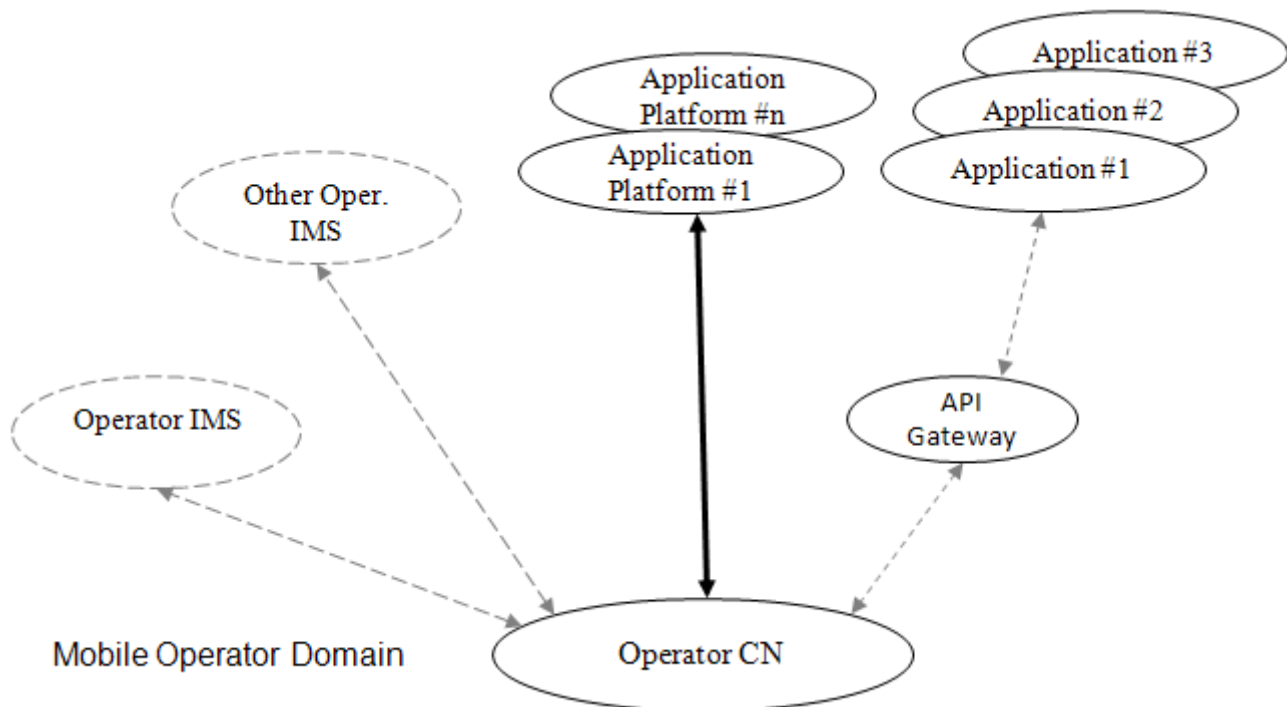 Application #3
Application
Platform #n
Application #2
Application
Platform #1
Application #1
Other Oper.
IMS
Operator IMS
API
Gateway
Mobile Operator Domain
Operator CN